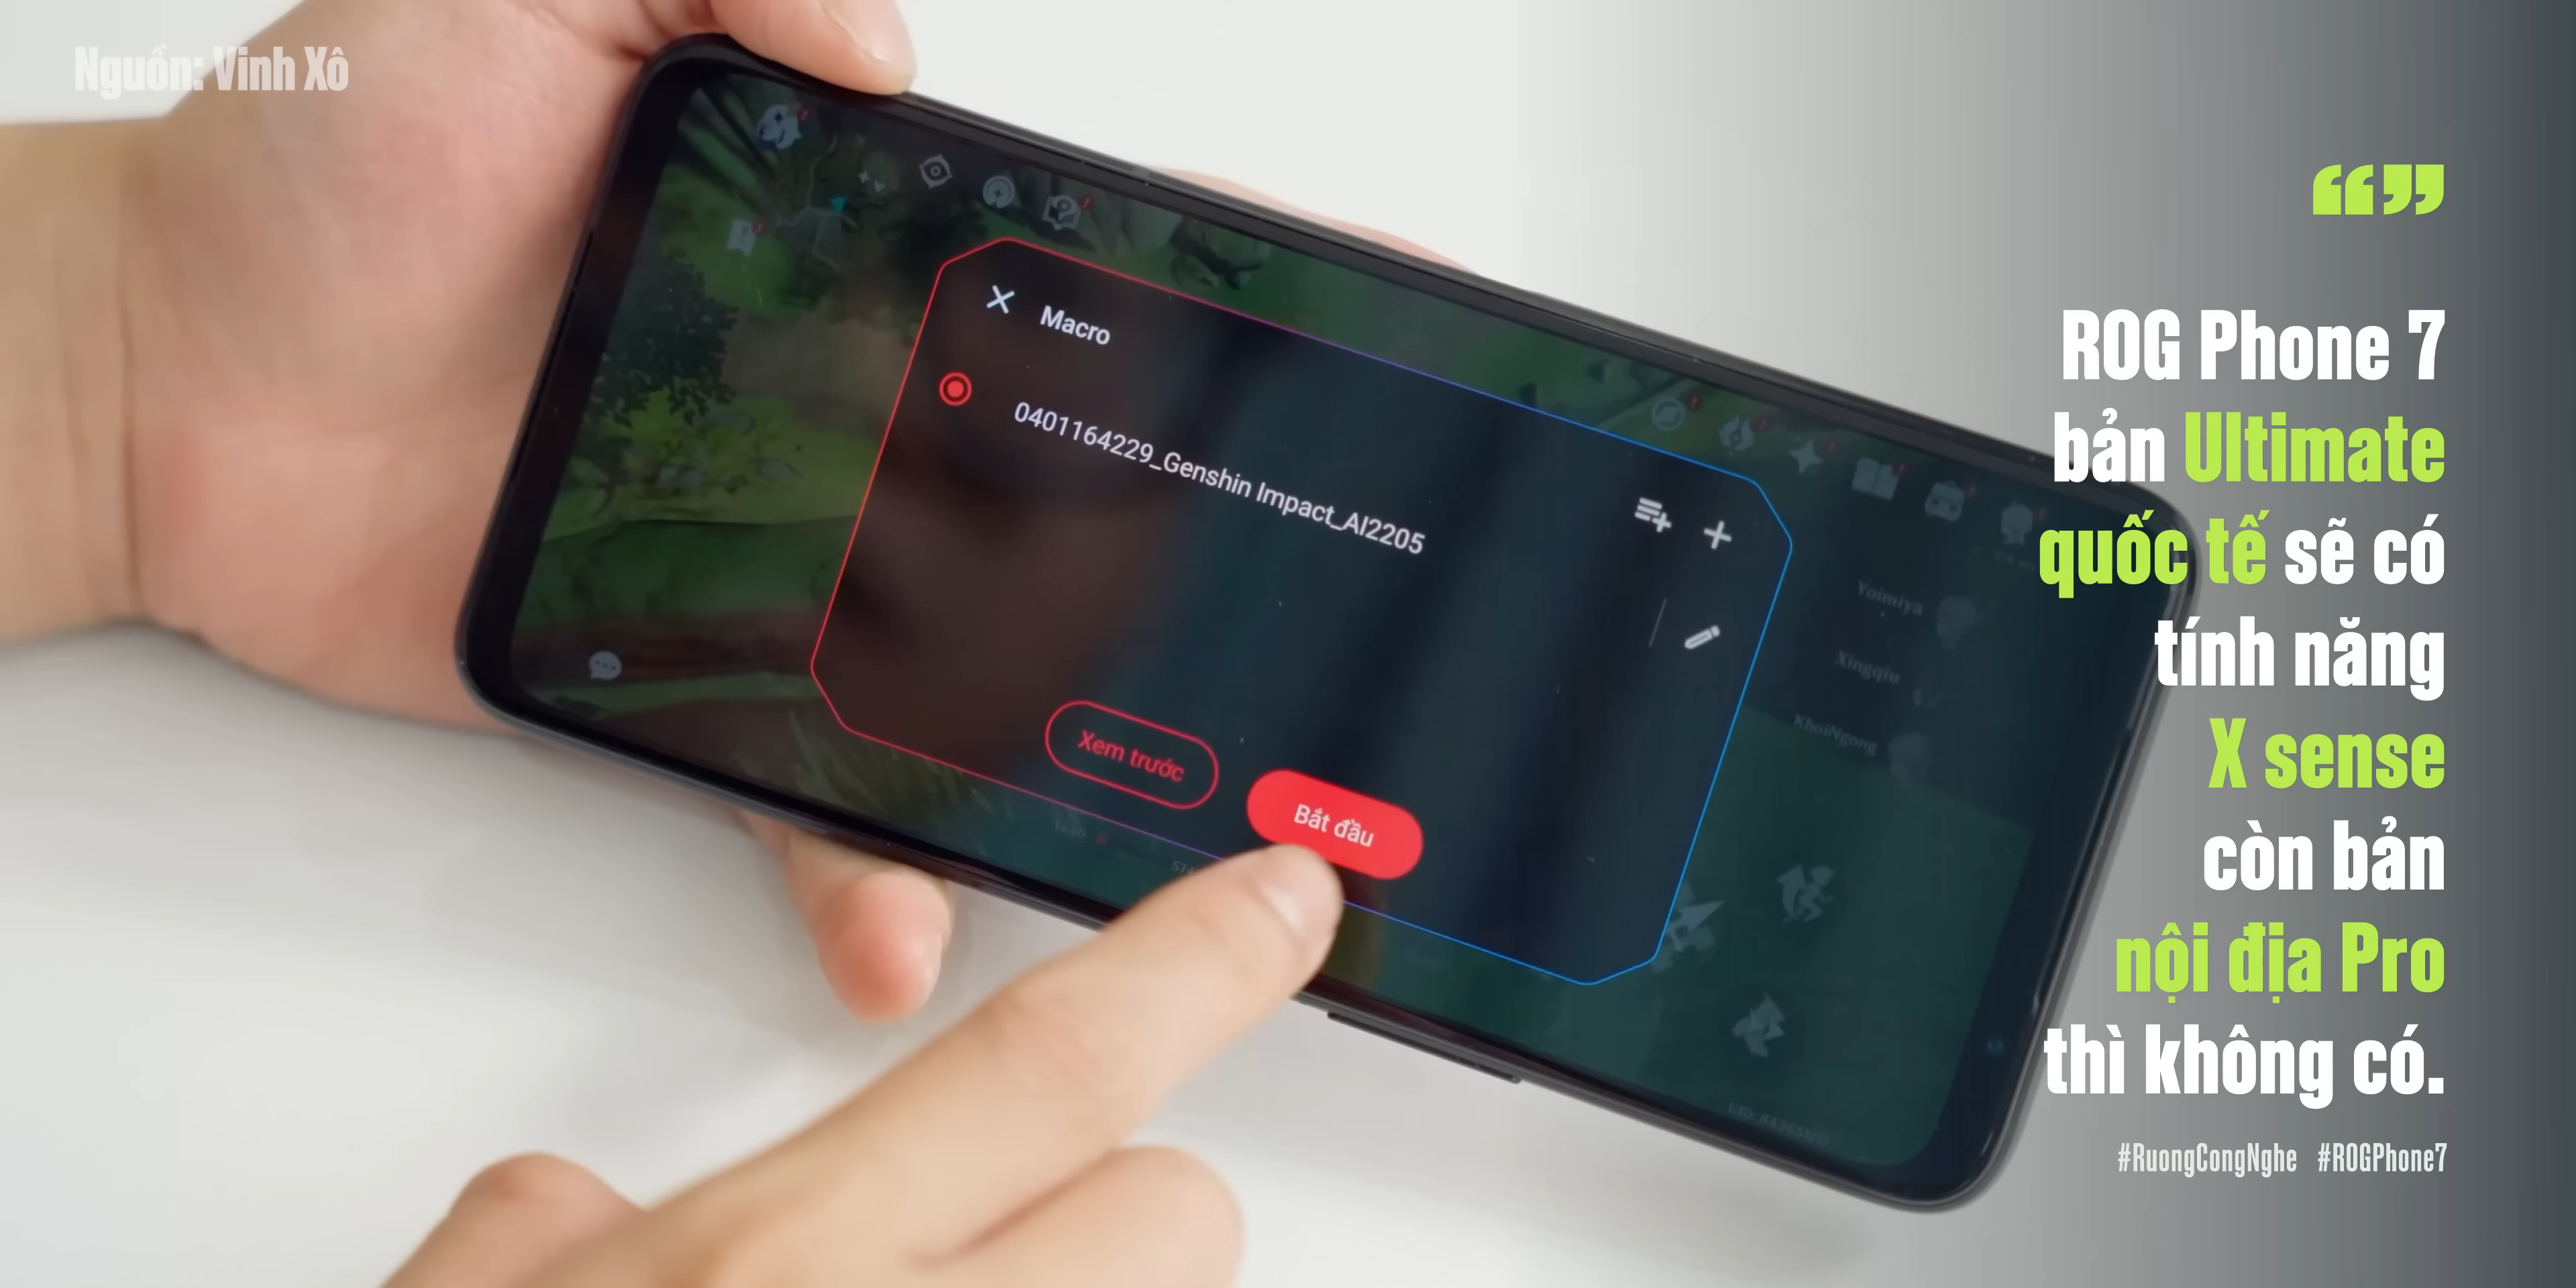 Nguồn: Vinh Xô
Macro
0401164229_Genshin Impact_AI2205
Xem trước
Bắt đầu
Yoimiya
Xingqiu
KhoiNgong
ROG Phone 7
bản Ultimate
quốc tế sẽ có
tính năng
X sense
còn bản
nội địa Pro
thì không có.
#RuongCongNghe #ROGPhone7